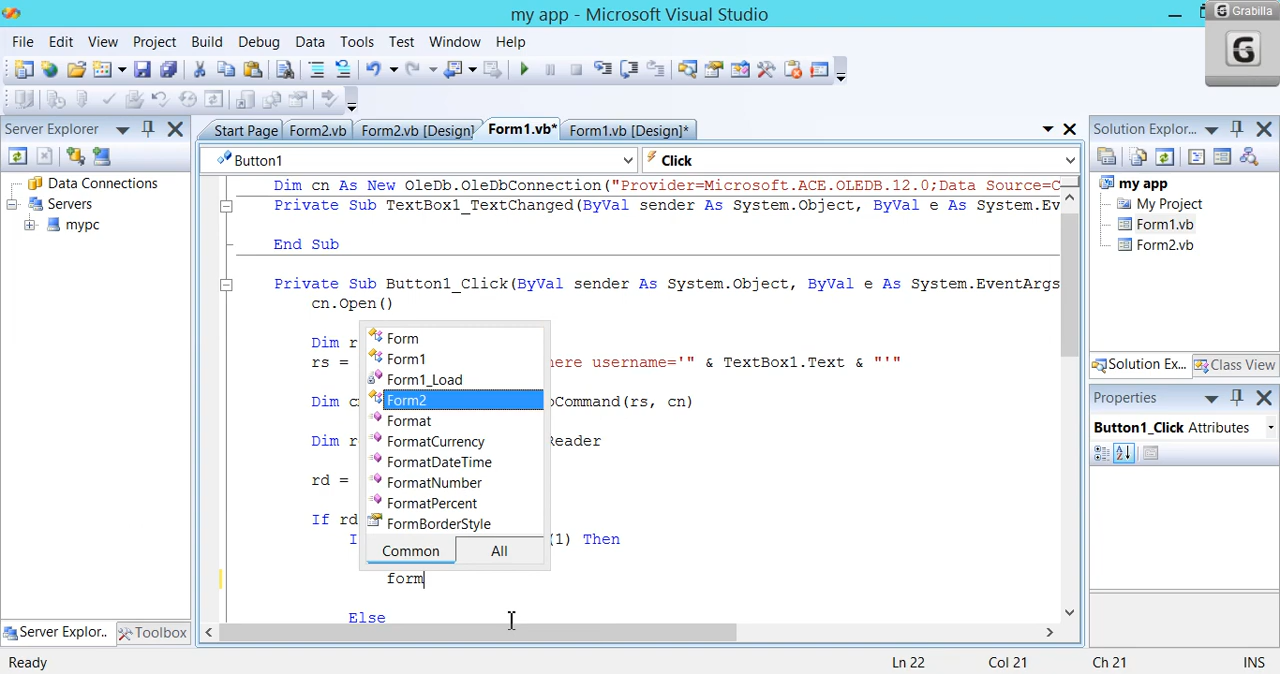 my app - Microsoft Visual Studio
Grabilla
G
File Edit View Project Build Debug Data Tools Test Window Help
Server Explorer
Data Connections
Servers
mypc
Server Explor..
Toolbox
Start Page
Form2.vb
Form2.vb [Design]
Form1.vb*
Form1.vb [Design]*
Button1
Click
Dim cn As New OleDb.OleDbConnection("Provider=Microsoft.ACE.OLEDB.12.0;Data Source=C
Private Sub TextBox1_TextChanged(ByVal sender As System.Object, ByVal e As System.Ev
End Sub
Private Sub Button1_Click(ByVal sender As System.Object, ByVal e As System.EventArgs
cn.Open()
Dim r
rs = here username='" & TextBox1.Text & "'"
Dim c oCommand(rs, cn)
Dim r Reader
rd =
If rd
I (1) Then
form
Else
Form
Form1
Form1_Load
Form2
Format
FormatCurrency
FormatDateTime
FormatNumber
FormatPercent
FormBorderStyle
Common
All
Solution Explor...
my app
My Project
Form1.vb
Form2.vb
Solution Ex...
Class View
Properties
Button1_Click Attributes
Ready
Ln 22
Col 21
Ch 21
INS